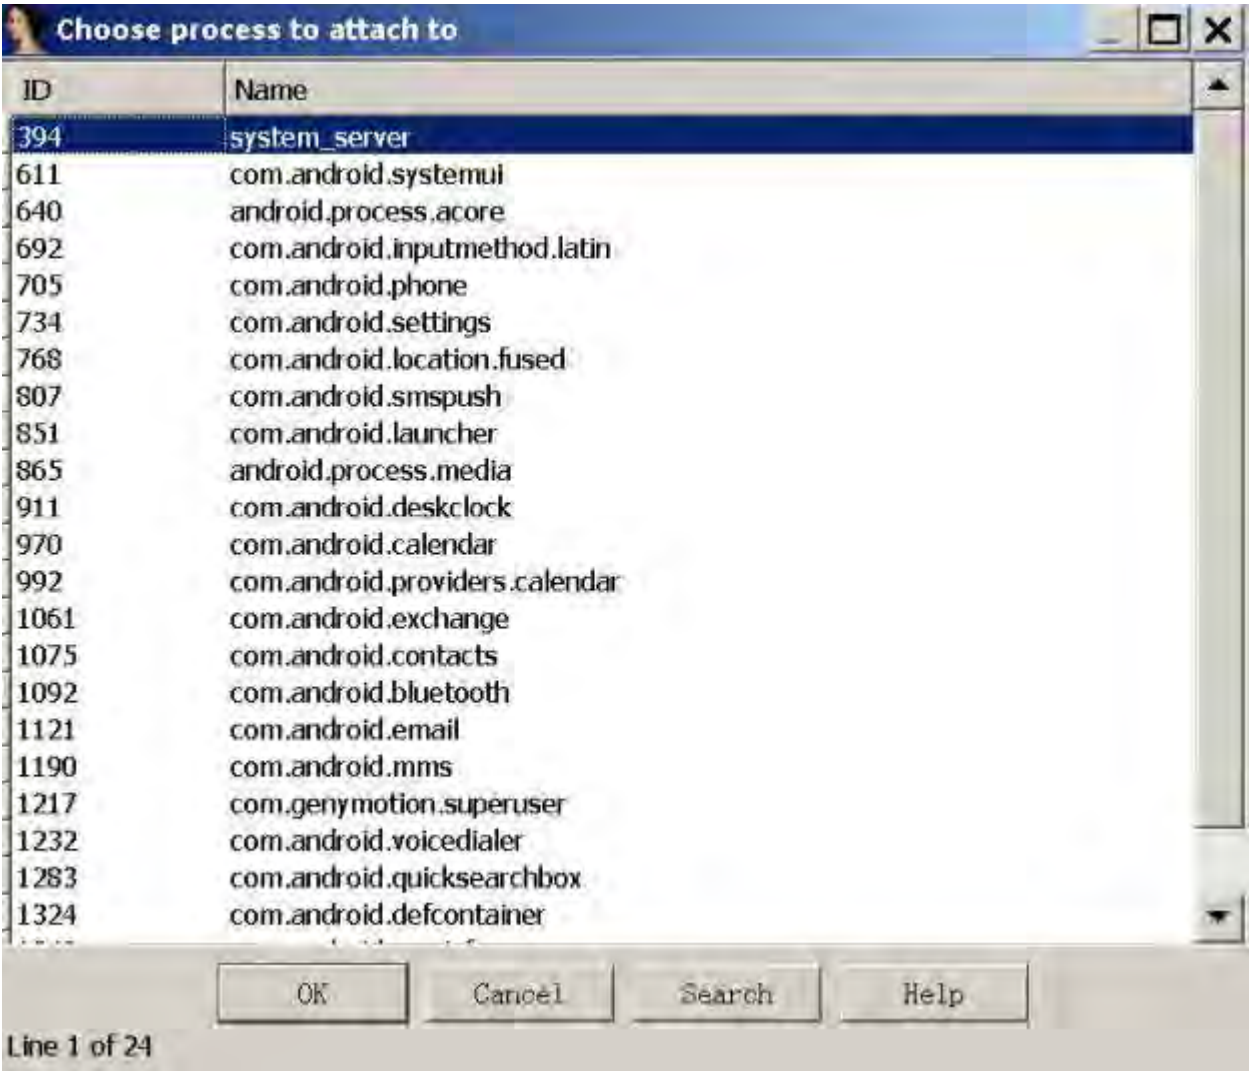 Choose process to attach to
ID Name
394 system_server
611 com.android.systemui
640 android.process.acore
692 com.android.inputmethod.latin
705 com.android.phone
734 com.android.settings
768 com.android.location.fused
807 com.android.smspush
851 com.android.launcher
865 android.process.media
911 com.android.deskclock
970 com.android.calendar
992 com.android.providers.calendar
1061 com.android.exchange
1075 com.android.contacts
1092 com.android.bluetooth
1121 com.android.email
1190 com.android.mms
1217 com.genymotion.superuser
1232 com.android.voicedialer
1283 com.android.quicksearchbox
1324 com.android.defcontainer
OK Cancel Search Help
Line 1 of 24